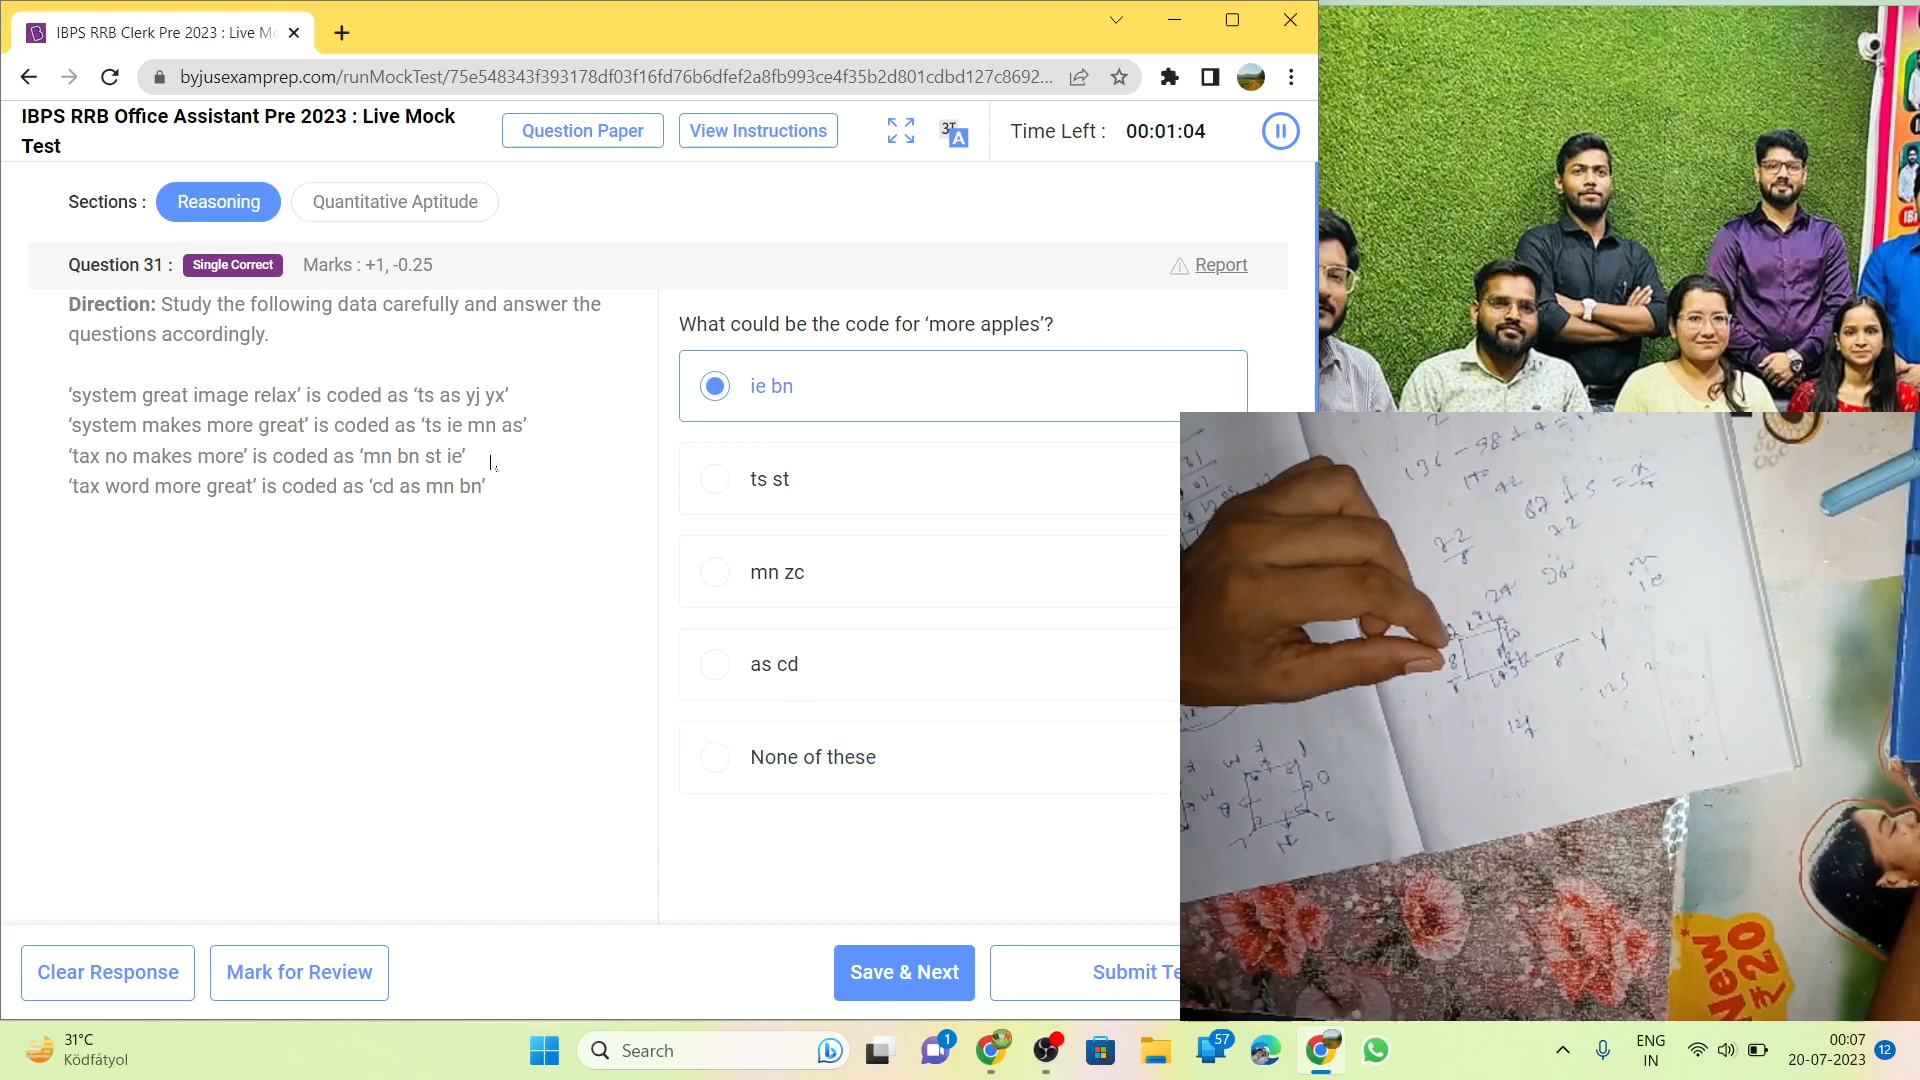 IBPS RRB Clerk Pre 2023 : Live Mc
byjusexamprep.com/runMockTest/75e548343f393178df03f16fd76b6dfef2a8fb993ce4f35b2d801cdbd127c8692...
IBPS RRB Office Assistant Pre 2023 : Live Mock
Test
Question Paper
View Instructions
Time Left : 00:01:04
Sections : Reasoning Quantitative Aptitude
Question 31 : Single Correct Marks : +1, -0.25
Report
Direction: Study the following data carefully and answer the
questions accordingly.
‘system great image relax’ is coded as ‘ts as yj yx’
‘system makes more great’ is coded as ‘ts ie mn as’
‘tax no makes more’ is coded as ‘mn bn st ie’
‘tax word more great’ is coded as ‘cd as mn bn’
What could be the code for ‘more apples’?
ie bn
ts st
mn zc
as cd
None of these
Clear Response
Mark for Review
Save & Next
Submit Te
New
₹20
31°C
Ködfátyol
Search
1
57
ENG
IN
00:07
20-07-2023
12